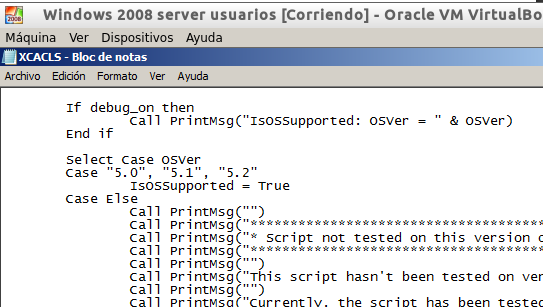 Windows 2008 server usuarios [Corriendo] - Oracle VM VirtualBo
Máquina Ver Dispositivos Ayuda
XCACLS - Bloc de notas
Archivo Edición Formato Ver Ayuda
If debug_on then
Call PrintMsg("IsOSSupported: OSVer = " & OSVer)
End if
Select Case OSVer
Case "5.0", "5.1", "5.2"
IsOSSupported = True
Case Else
Call PrintMsg("")
Call PrintMsg("*************************************
Call PrintMsg("* Script not tested on this version o
Call PrintMsg("*************************************
Call PrintMsg("")
Call PrintMsg("This script hasn't been tested on ver
Call PrintMsg("")
Call PrintMsg("Currently, the script has been tested